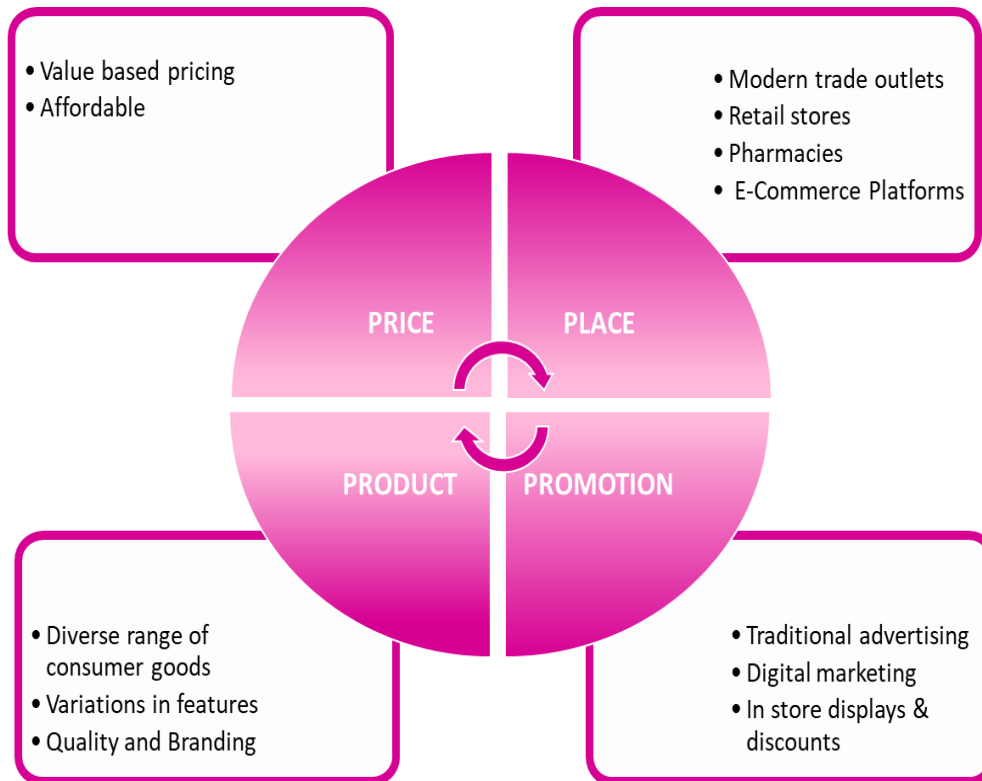 • Value based pricing
• Affordable
• Modern trade outlets
• Retail stores
• Pharmacies
• E-Commerce Platforms
PRICE
PLACE
PRODUCT
PROMOTION
• Diverse range of
consumer goods
• Variations in features
• Quality and Branding
• Traditional advertising
• Digital marketing
• In store displays &
discounts